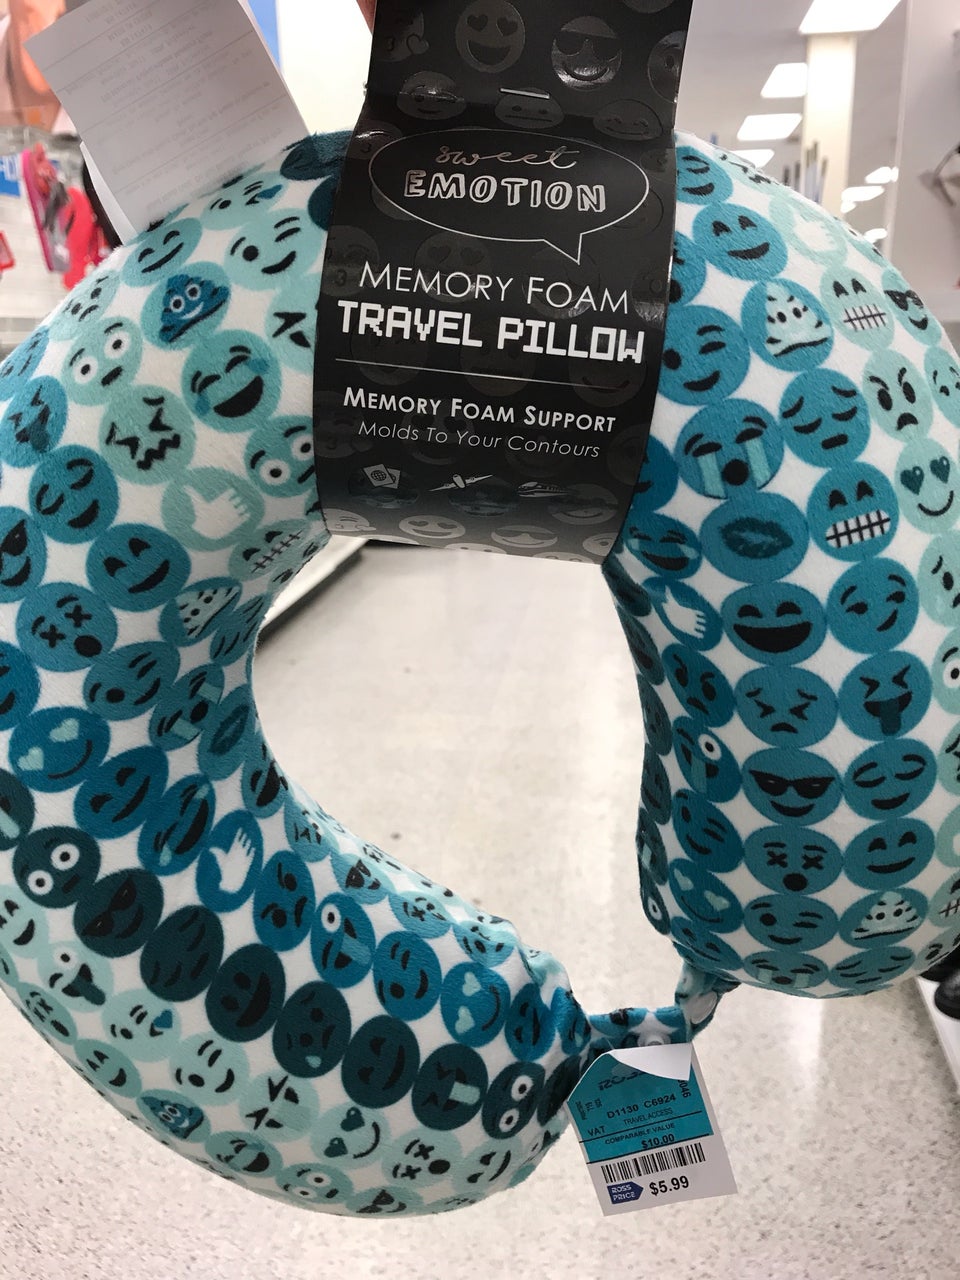 sweet
EMOTION
MEMORY FOAM
TRAVEL PILLOW
MEMORY FOAM SUPPORT
Molds To Your Contours
D1130 C6924
TRAVEL ACCESS
VAT
COMPARABLE VALUE
$10.00
ROSS
PRICE
$5.99